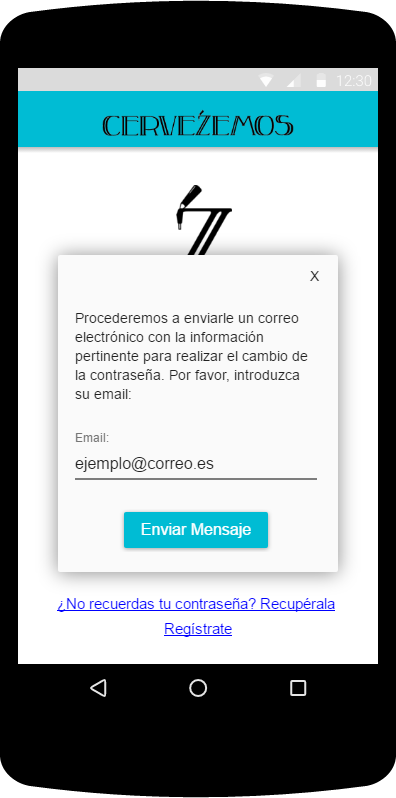 12:30
CERVEŹEMOS
X
Procederemos a enviarle un correo
electrónico con la información
pertinente para realizar el cambio de
la contraseña. Por favor, introduzca
su email:
Email:
ejemplo@correo.es
Enviar Mensaje
¿No recuerdas tu contraseña? Recupérala
Regístrate